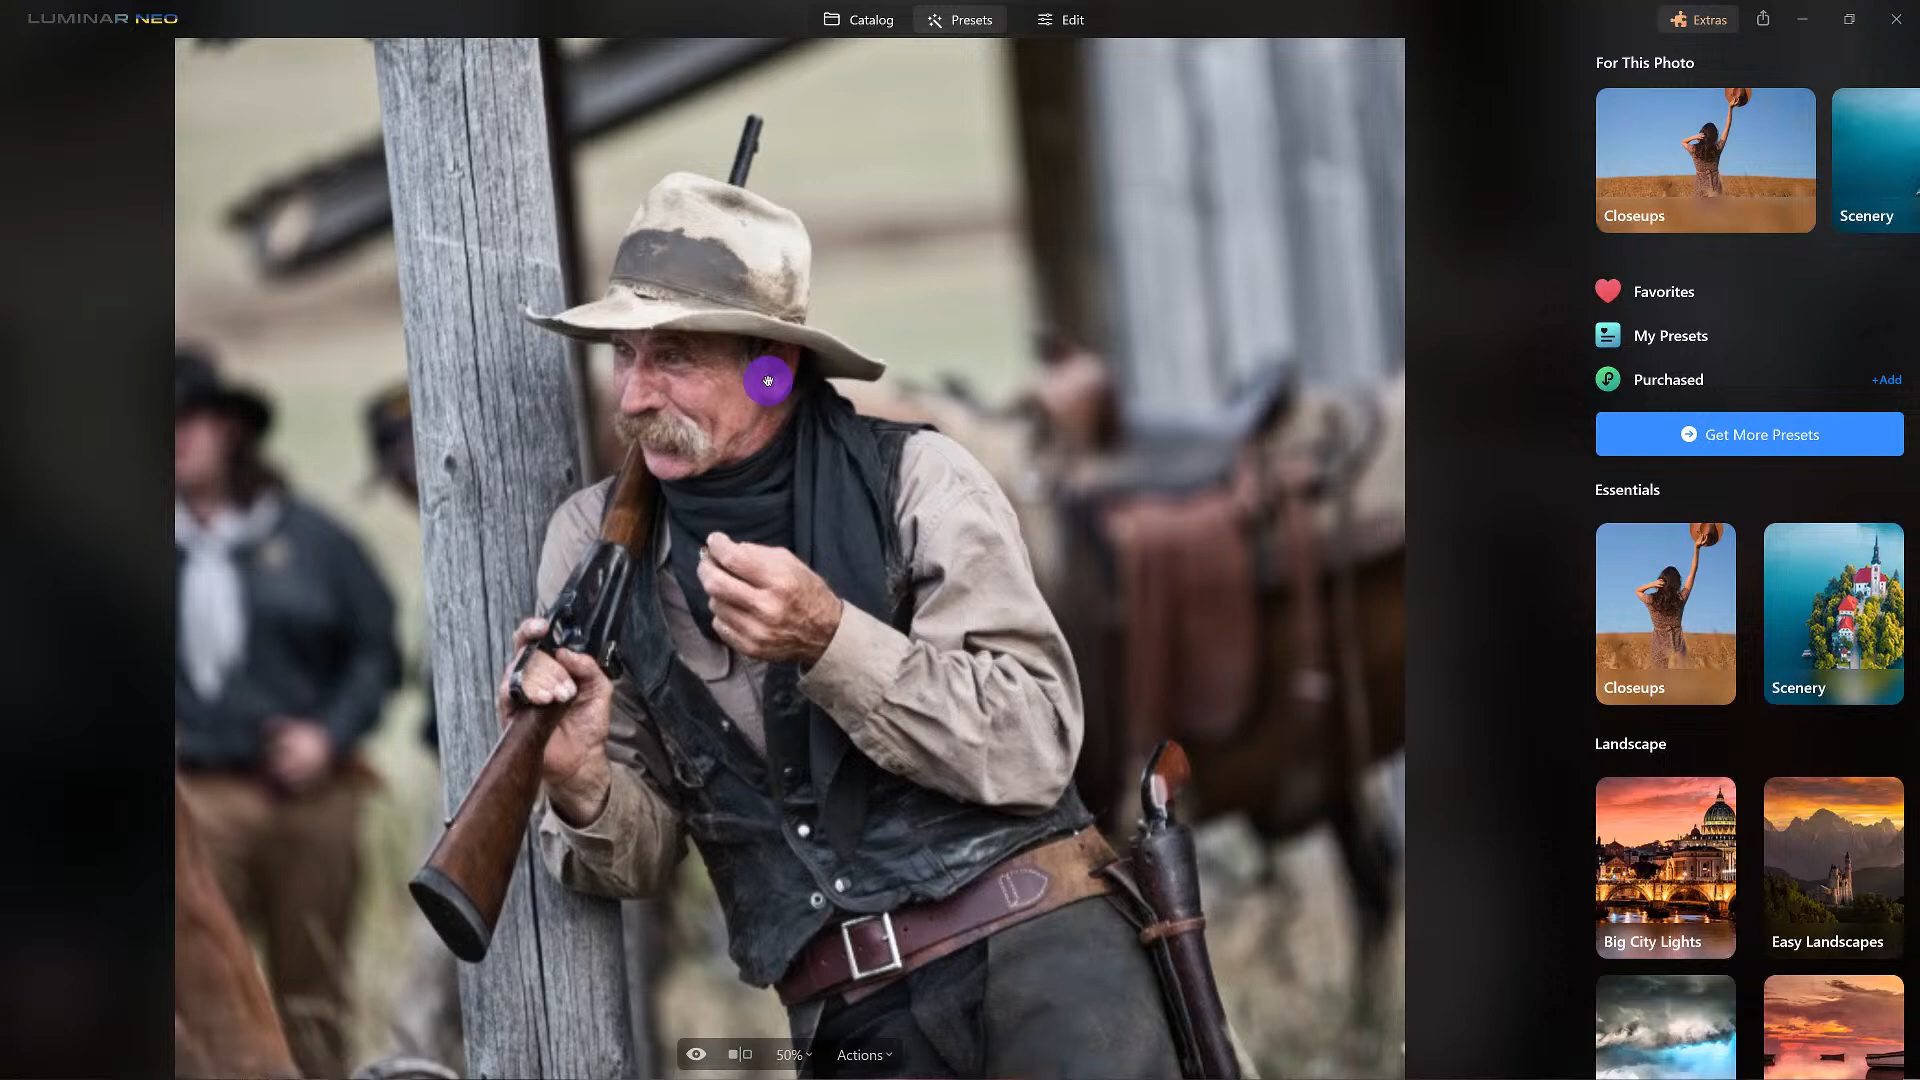 LUMINAR NEO
Catalog
Presets
Edit
Extras
For This Photo
Closeups
Scenery
Favorites
My Presets
Purchased
+Add
Get More Presets
Essentials
Closeups
Scenery
Landscape
Big City Lights
Easy Landscapes
50%
Actions